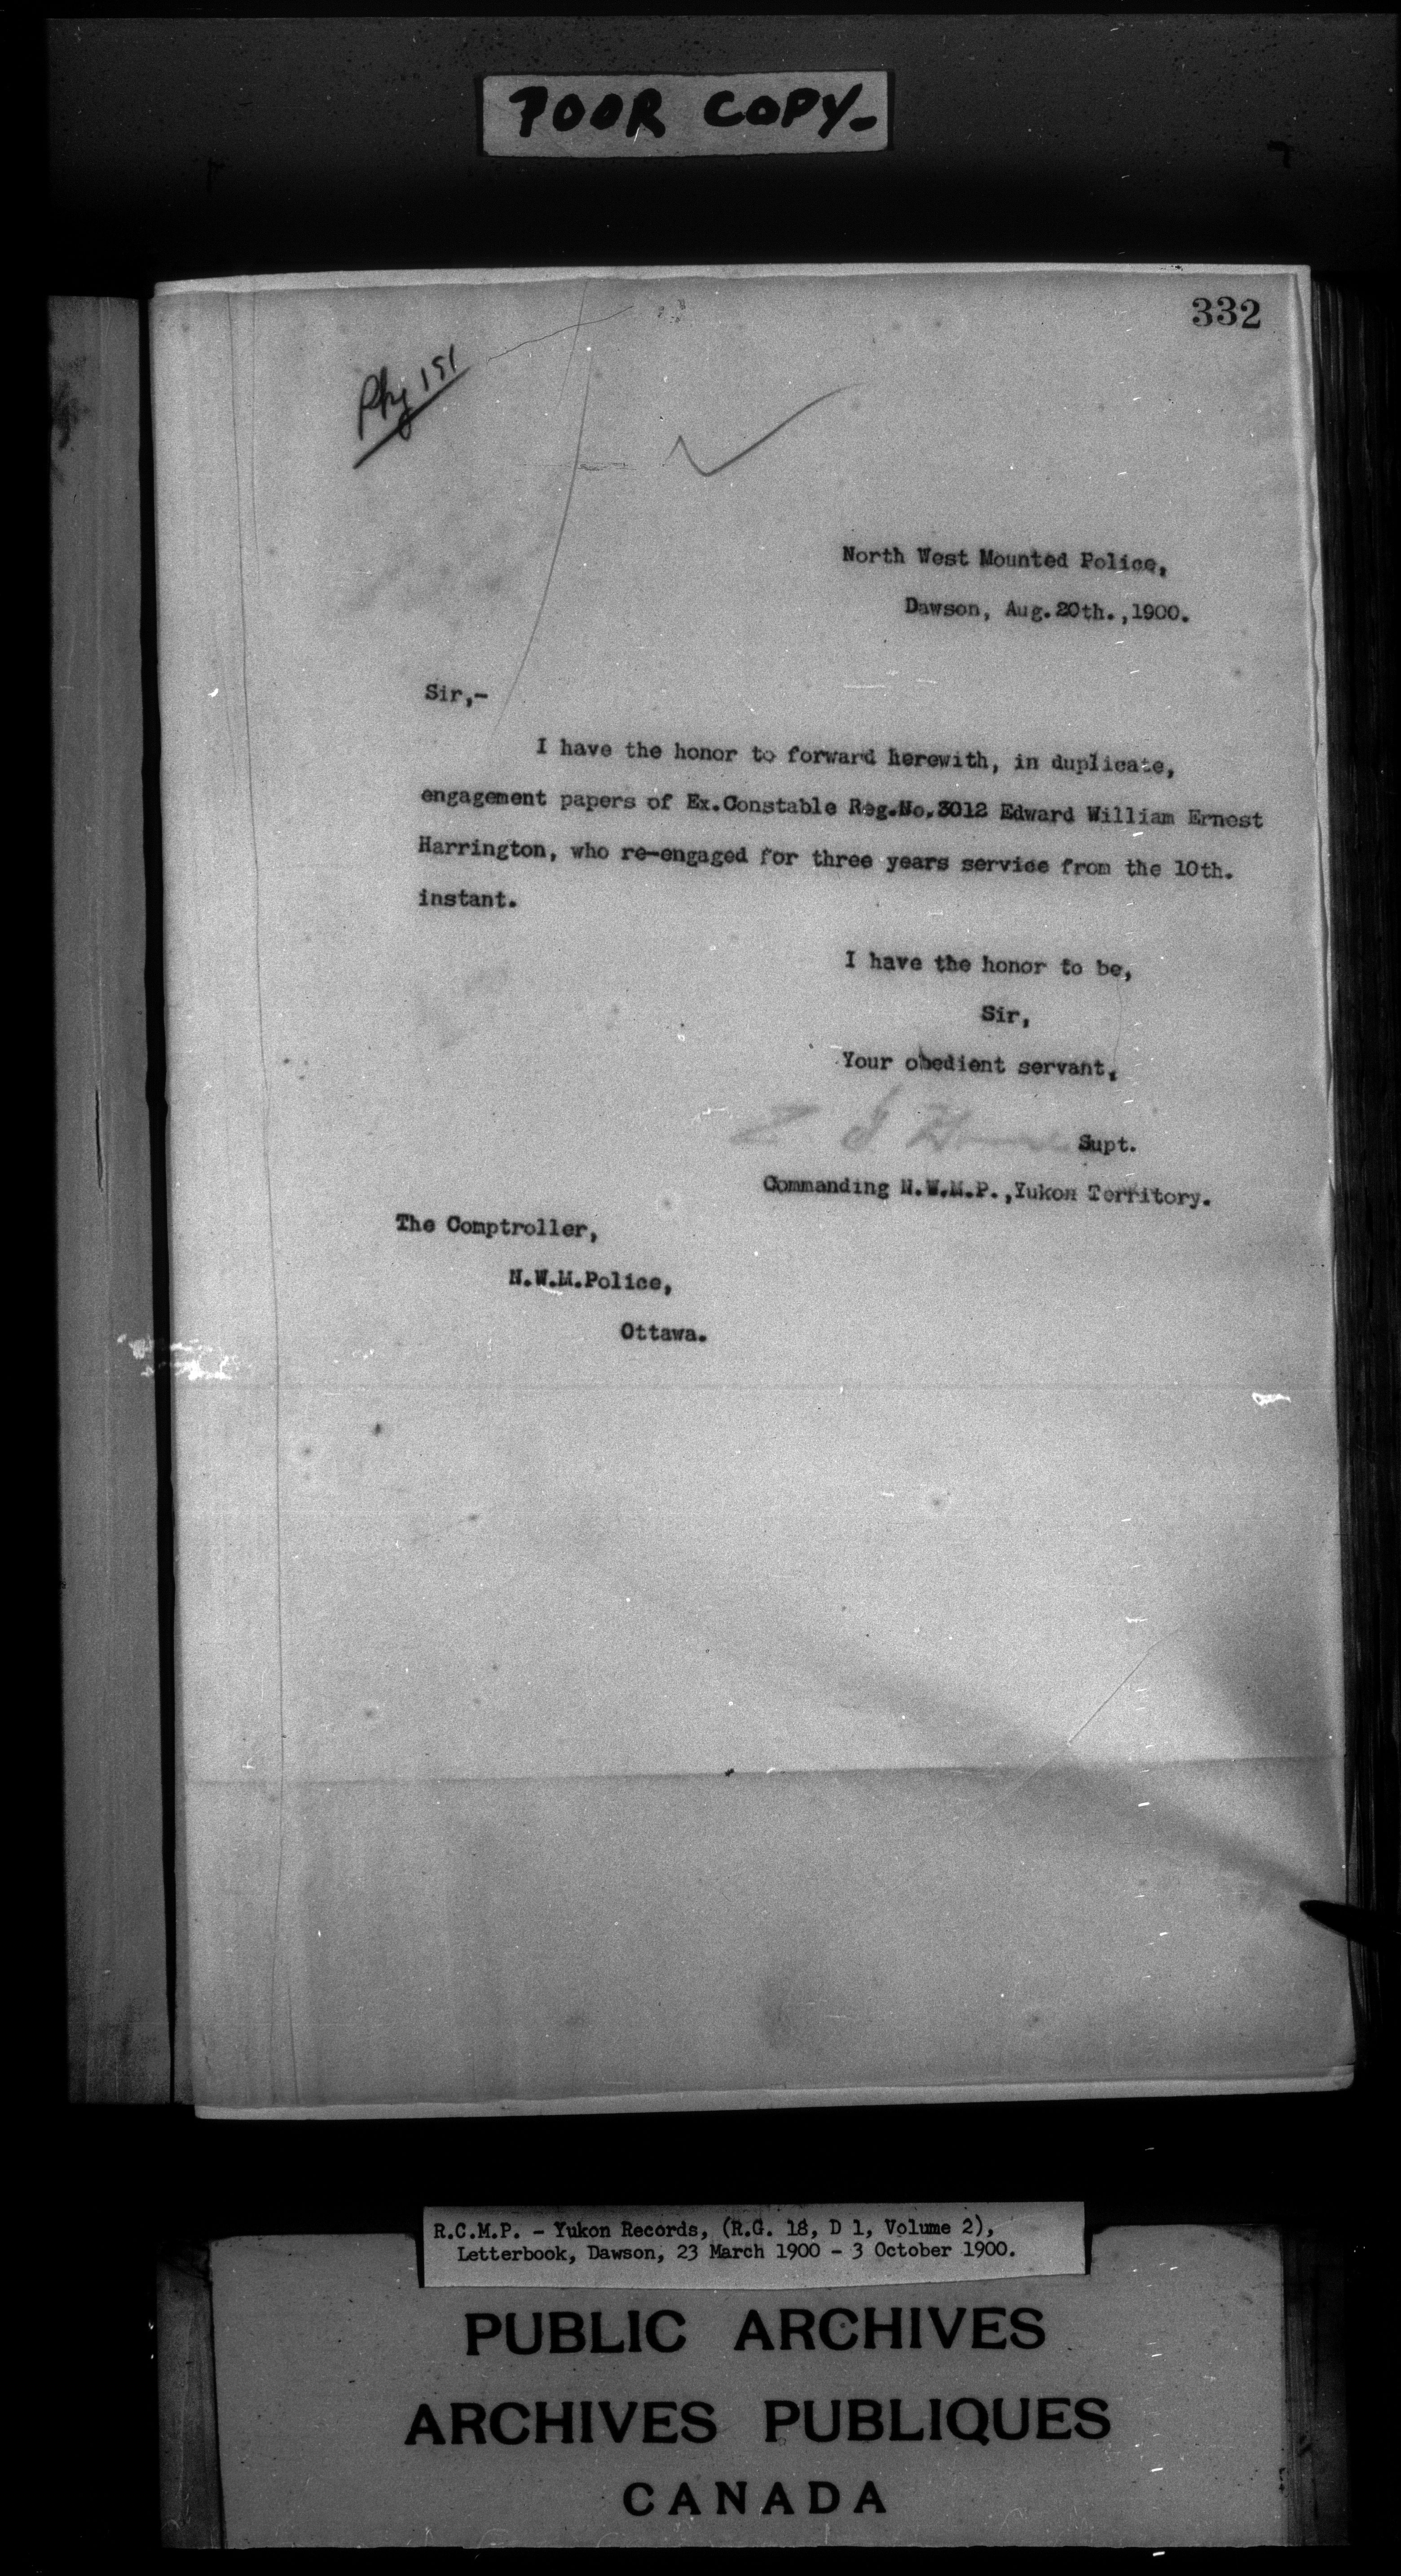 POOR COPY-
332
North West Mounted Police,
Dawson, Aug.20th.,1900.
Sir,-
I have the honor to forward herewith, in duplicate,
engagement papers of Ex.Constable Reg.No.3012 Edward William Ernest
Harrington, who re-engaged for three years service from the 10th.
instant.
I have the honor to be,
Sir,
Your obedient servant,
Supt.
Commanding N.W.M.P.,Yukon Territory.
The Comptroller,
N.W.M.Police,
Ottawa.
R.C.M.P. - Yukon Records, (R.G. 18, D 1, Volume 2),
Letterbook, Dawson, 23 March 1900 - 3 October 1900.
PUBLIC ARCHIVES
ARCHIVES PUBLIQUES
CANADA